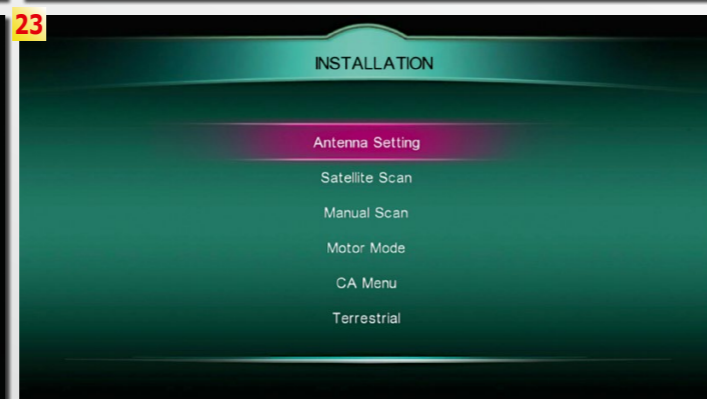 23
INSTALLATION
Antenna Setting
Satellite Scan
Manual Scan
Motor Mode
CA Menu
Terrestrial